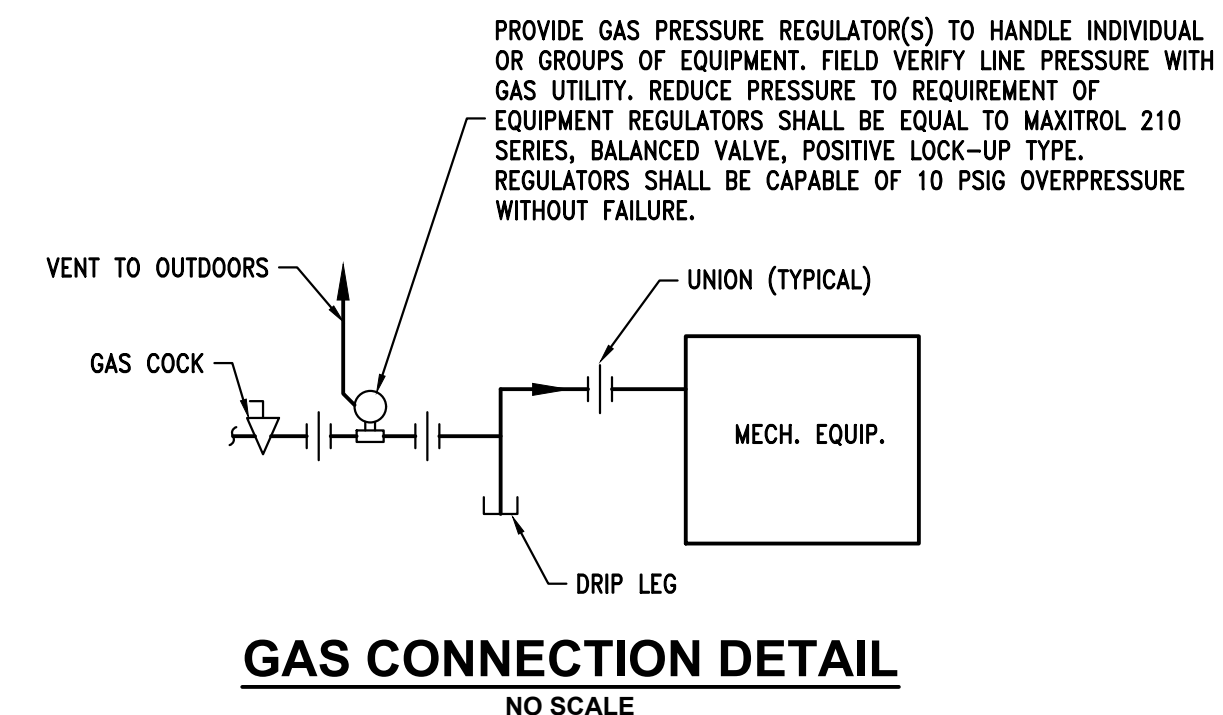 PROVIDE GAS PRESSURE REGULATOR(S) TO HANDLE INDIVIDUAL
OR GROUPS OF EQUIPMENT. FIELD VERIFY LINE PRESSURE WITH
GAS UTILITY. REDUCE PRESSURE TO REQUIREMENT OF
EQUIPMENT REGULATORS SHALL BE EQUAL TO MAXITROL 210
SERIES, BALANCED VALVE, POSITIVE LOCK-UP TYPE.
REGULATORS SHALL BE CAPABLE OF 10 PSIG OVERPRESSURE
WITHOUT FAILURE.
VENT TO OUTDOORS
UNION (TYPICAL)
GAS COCK
MECH. EQUIP.
DRIP LEG
GAS CONNECTION DETAIL
NO SCALE